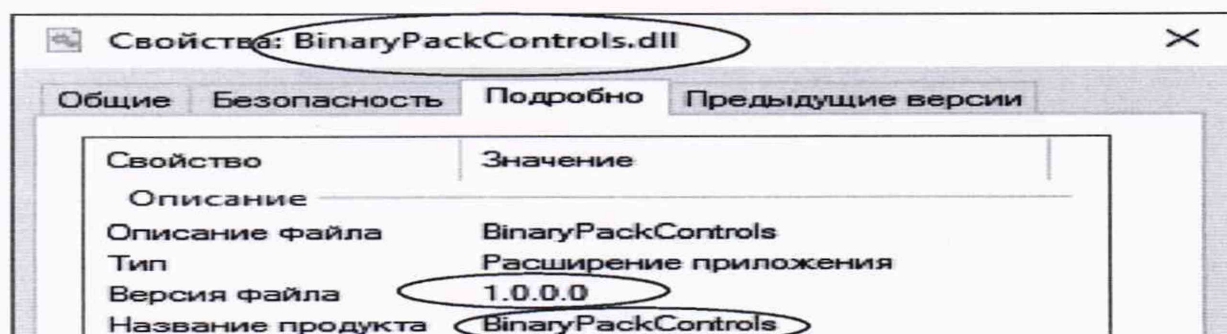 Свойства: BinaryPackControls.dll
Общие Безопасность Подробно Предыдущие версии
Свойство Значение
Описание
Описание файла BinaryPackControls
Тип Расширение приложения
Версия файла 1.0.0.0
Название продукта BinaryPackControls